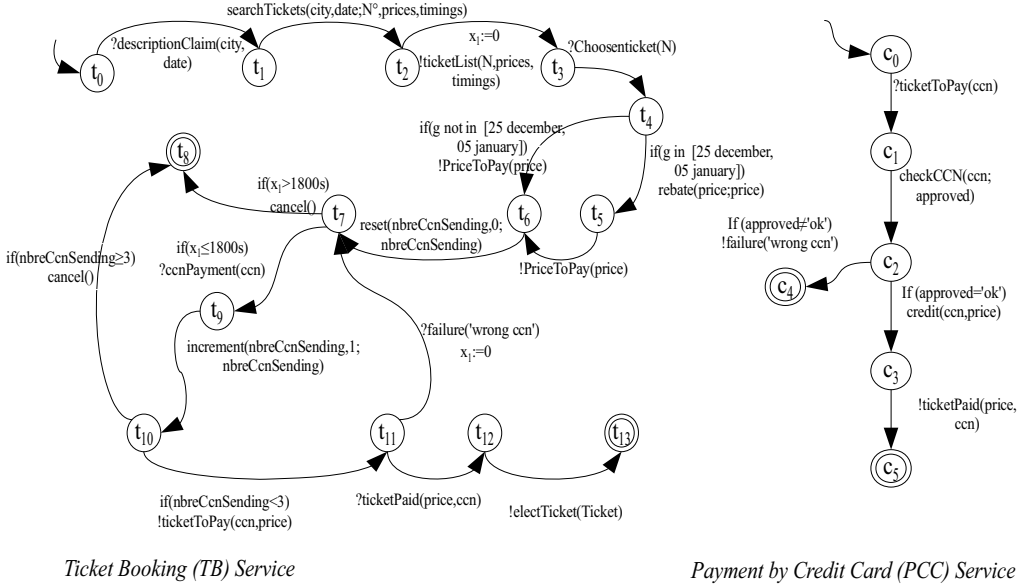 searchTickets(city,date;N°,prices,timings)
?descriptionClaim(city,
date)
x1:=0
!ticketList(N,prices,
timings)
?Choosenticket(N)
t0
t1
t2
t3
t4
if(g not in [25 december,
05 january])
!PriceToPay(price)
if(g in [25 december,
05 january])
rebate(price;price)
t8
if(x1>1800s)
cancel()
t7
reset(nbreCcnSending,0;
nbreCcnSending)
t6
t5
!PriceToPay(price)
if(nbreCcnSending≥3)
cancel()
if(x1≤1800s)
?ccnPayment(ccn)
t9
increment(nbreCcnSending,1;
nbreCcnSending)
?failure('wrong ccn')
x1:=0
t10
t11
t12
t13
if(nbreCcnSending<3)
!ticketToPay(ccn,price)
?ticketPaid(price,ccn)
!electTicket(Ticket)
Ticket Booking (TB) Service
c0
?ticketToPay(ccn)
c1
checkCCN(ccn;
approved)
If (approved≠'ok')
!failure('wrong ccn')
c2
c4
If (approved='ok')
credit(ccn,price)
c3
!ticketPaid(price,
ccn)
c5
Payment by Credit Card (PCC) Service